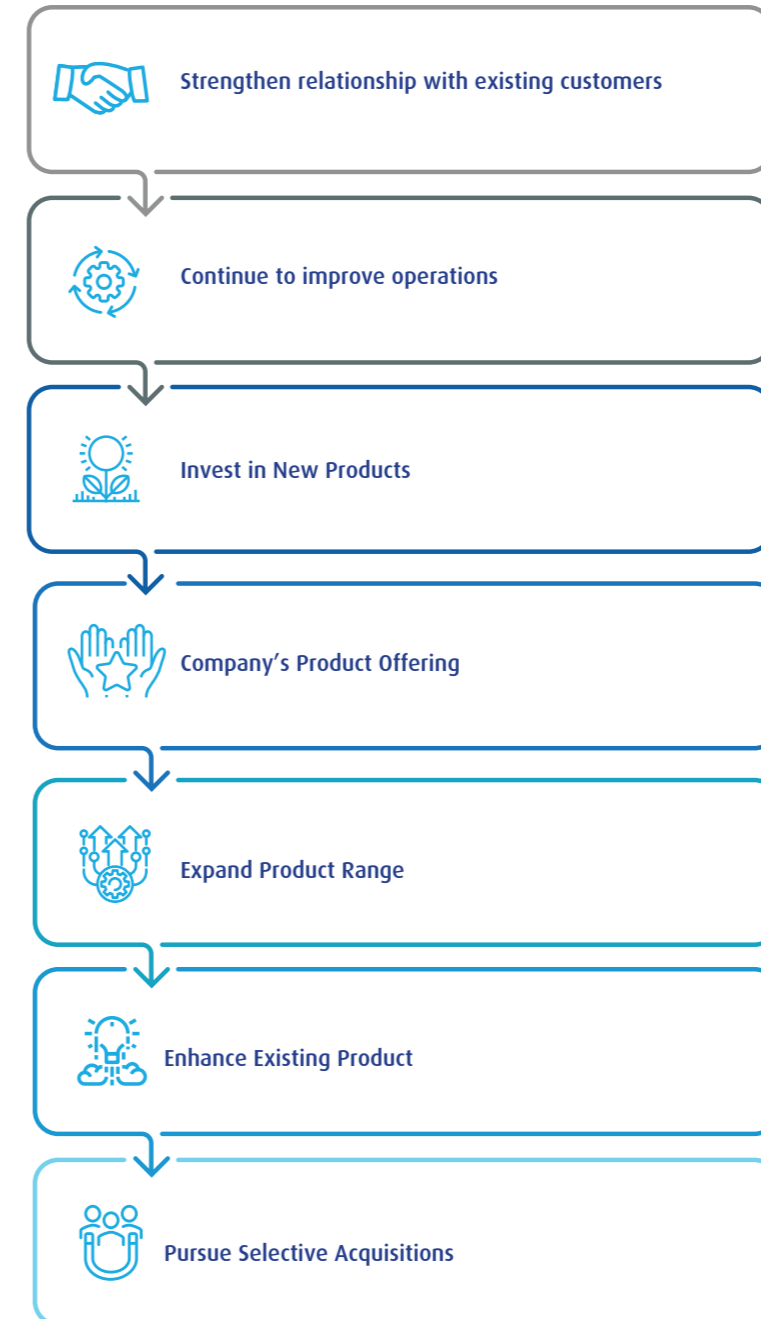 Strengthen relationship with existing customers
Continue to improve operations
Invest in New Products
Company’s Product Offering
Expand Product Range
Enhance Existing Product
Pursue Selective Acquisitions